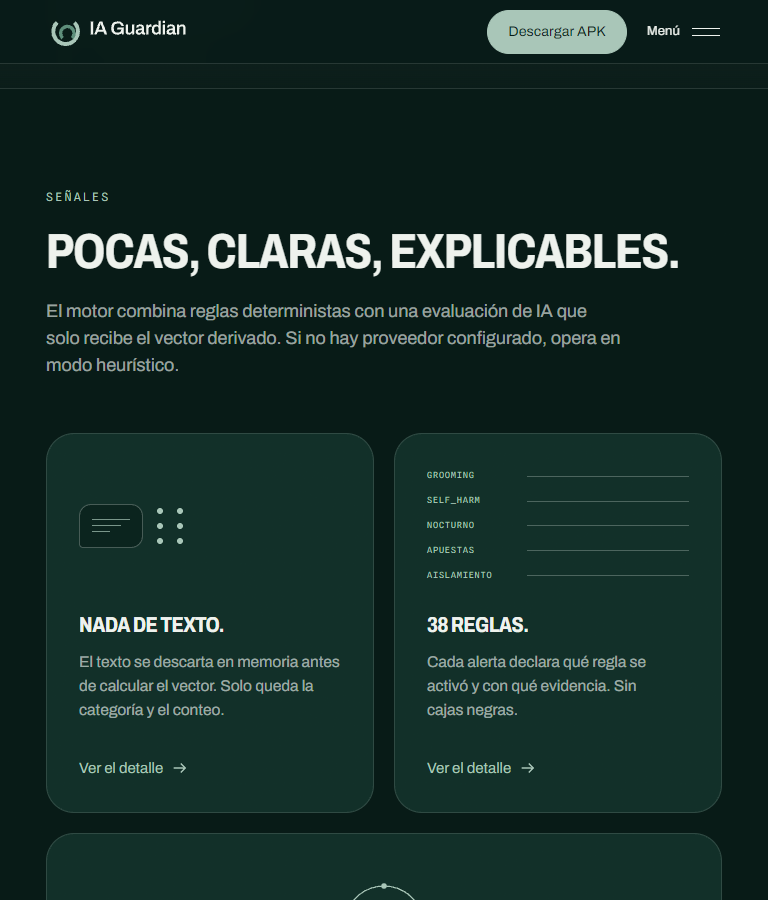 IA Guardian
Descargar APK
Menú
SEÑALES
POCAS, CLARAS, EXPLICABLES.
El motor combina reglas deterministas con una evaluación de IA que
solo recibe el vector derivado. Si no hay proveedor configurado, opera en
modo heurístico.
NADA DE TEXTO.
El texto se descarta en memoria antes
de calcular el vector. Solo queda la
categoría y el conteo.
Ver el detalle
GROOMING
SELF_HARM
NOCTURNO
APUESTAS
AISLAMIENTO
38 REGLAS.
Cada alerta declara qué regla se
activó y con qué evidencia. Sin
cajas negras.
Ver el detalle